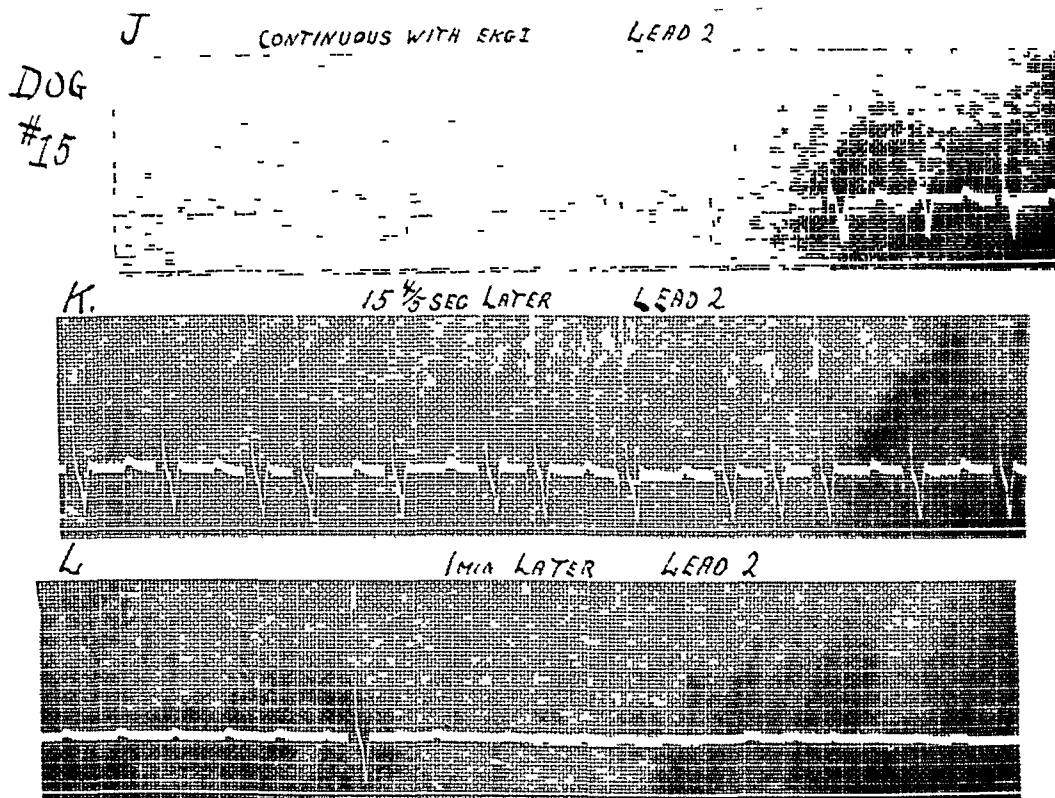 J CONTINUOUS WITH EKG I LEAD 2
DOG
#15
K. 15 4/5 SEC LATER LEAD 2
L 1 MIN LATER LEAD 2